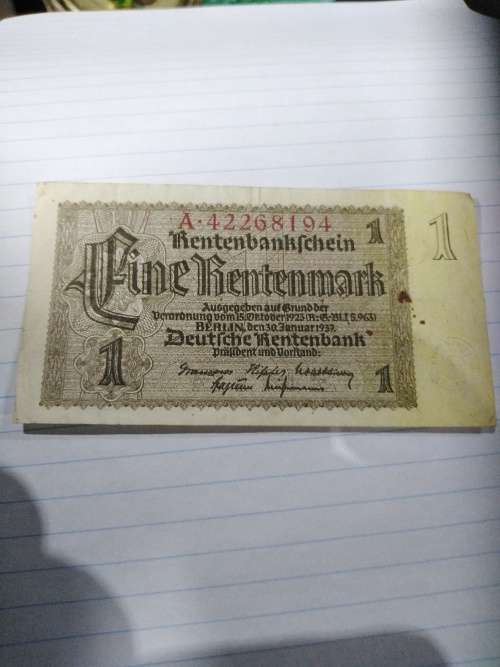 A·42268194
Rentenbankschein
1
1
Eine Rentenmark
Ausgegeben auf Grund der
Verordnung vom 15. Oktober 1923 (R.-G.-Bl. I S. 963)
BERLIN, den 30. Januar 1937
Deutsche Rentenbank
Präsident und Vorstand:
1
1